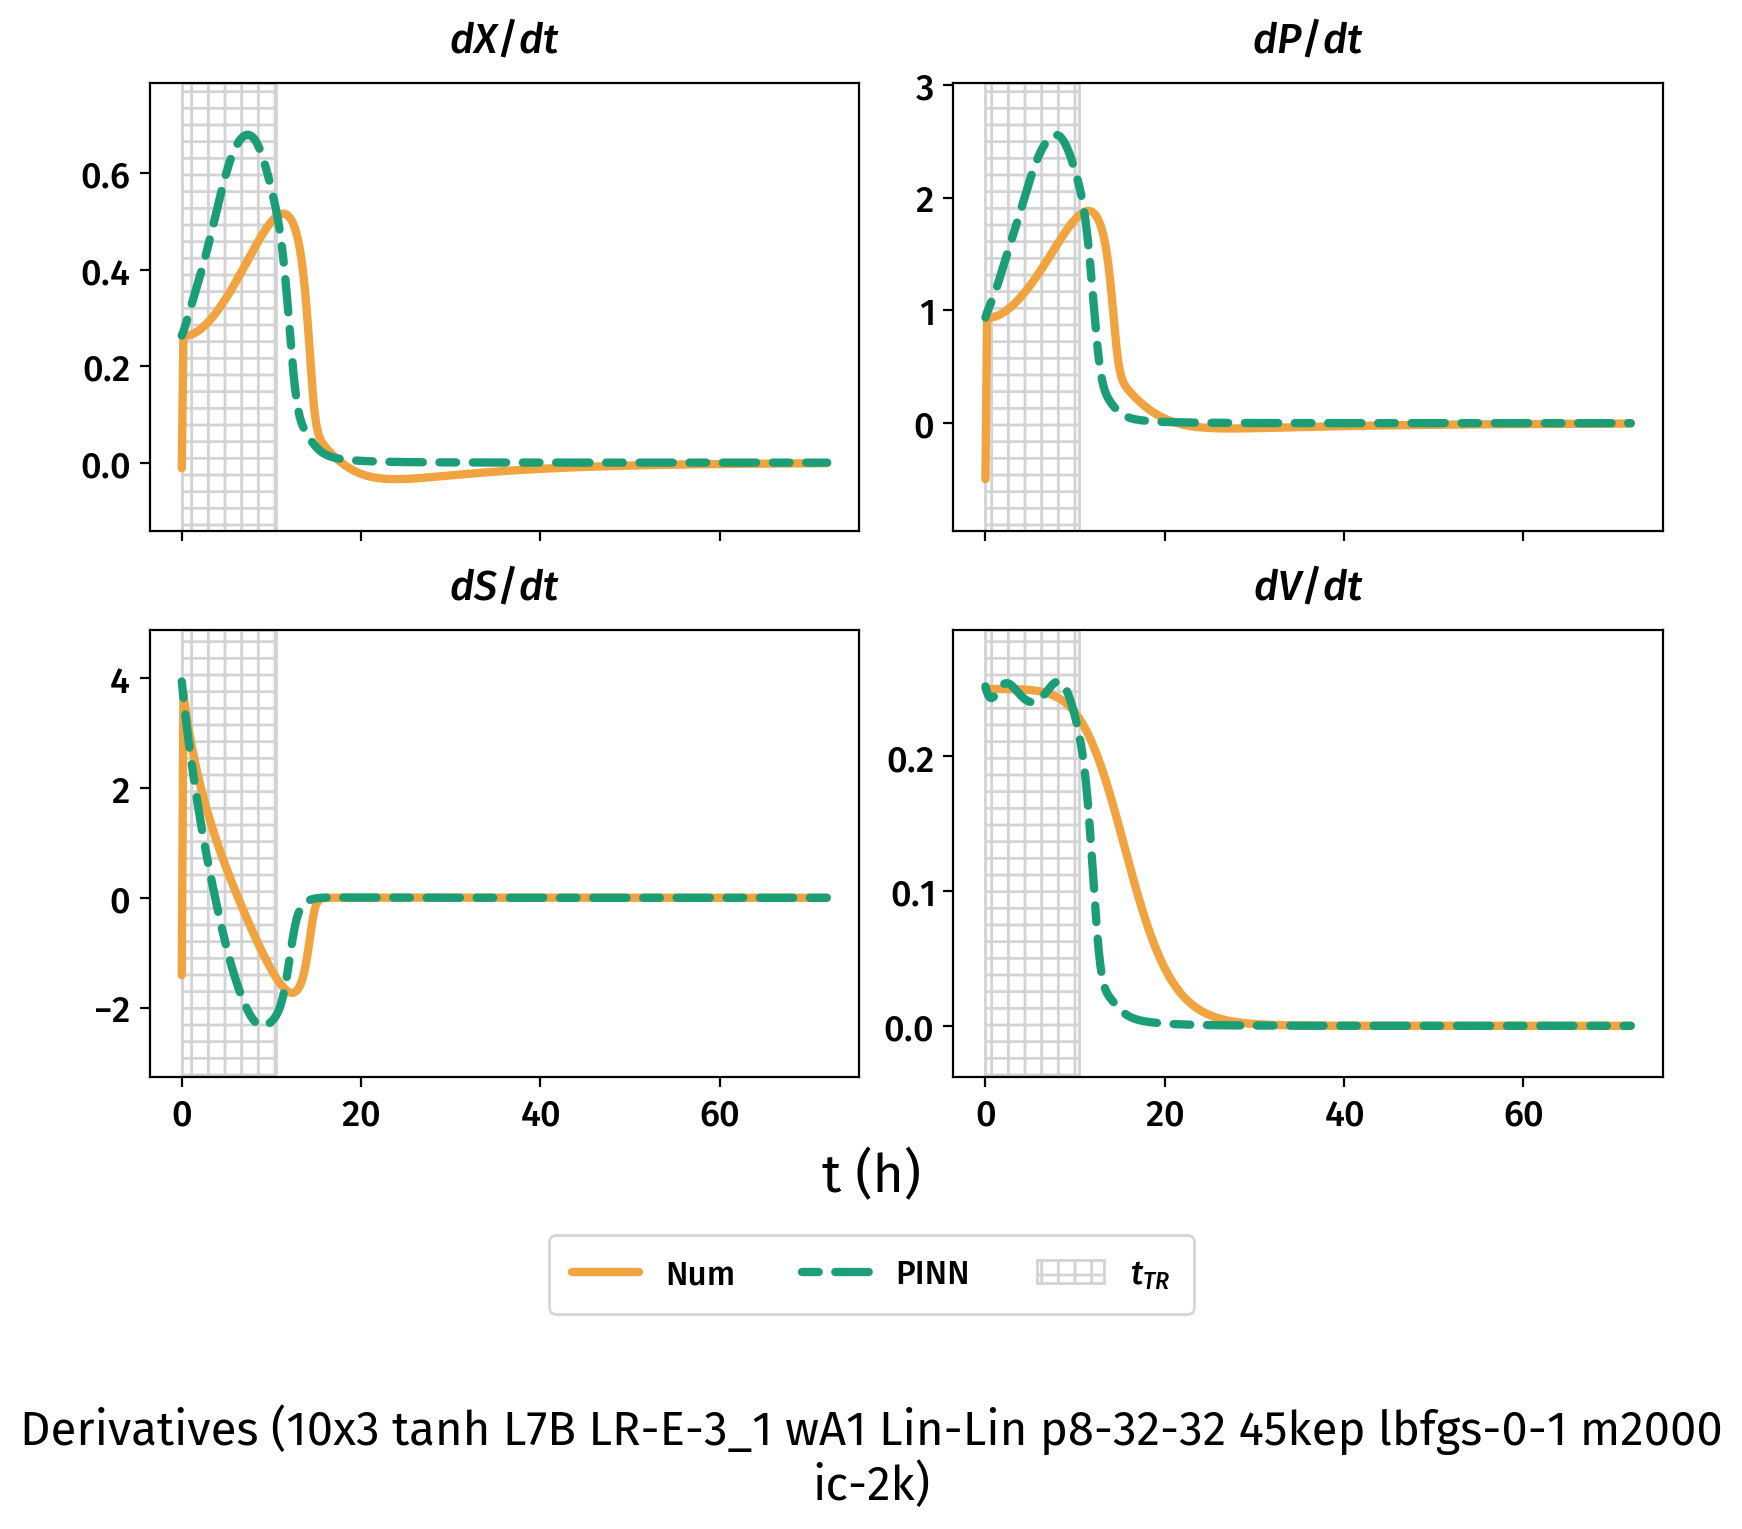 dX/dt
dP/dt
0.6
0.4
0.2
0.0
3
2
1
0
dS/dt
dV/dt
4
2
0
−2
0.2
0.1
0.0
0 20 40 60
0 20 40 60
t (h)
Num PINN tTR
Derivatives (10x3 tanh L7B LR-E-3_1 wA1 Lin-Lin p8-32-32 45kep lbfgs-0-1 m2000
ic-2k)